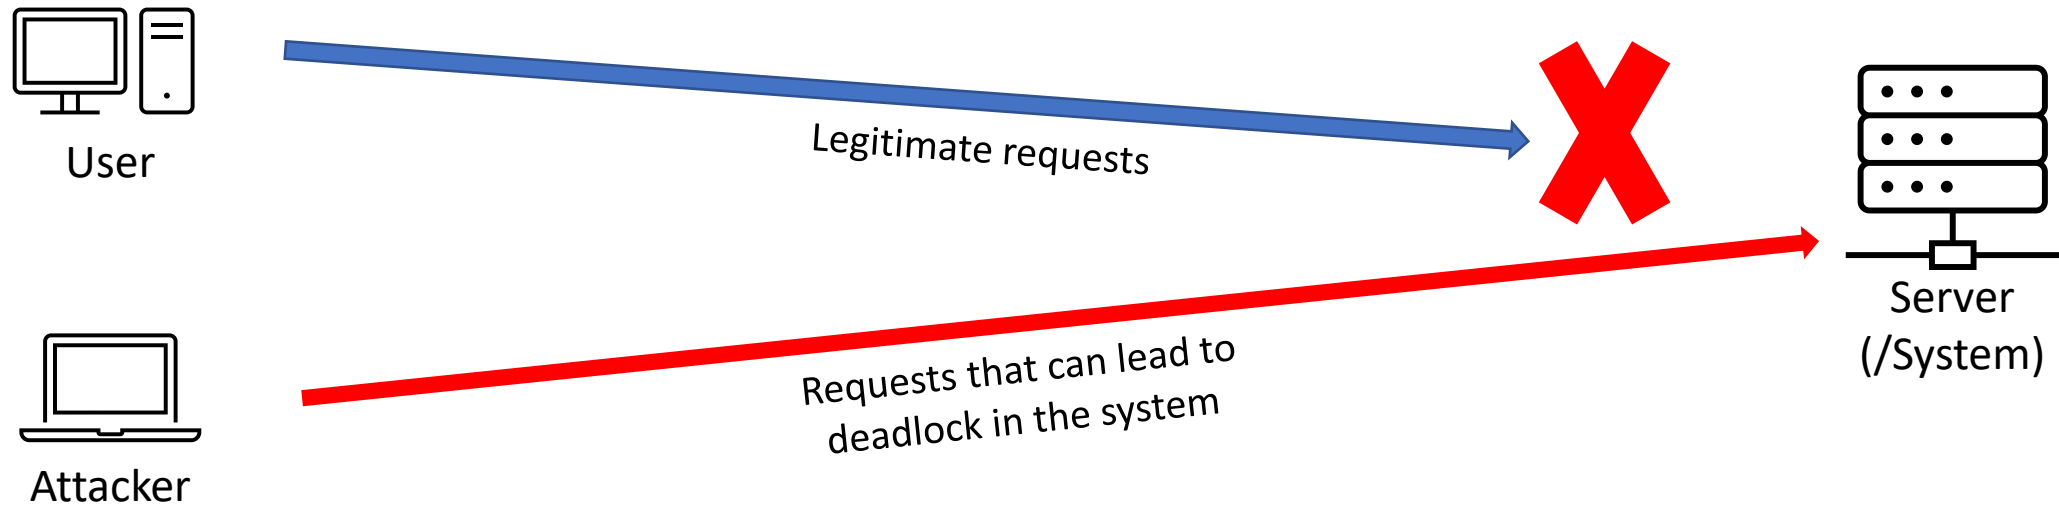 User
Legitimate requests
Server
(/System)
Requests that can lead to
deadlock in the system
Attacker